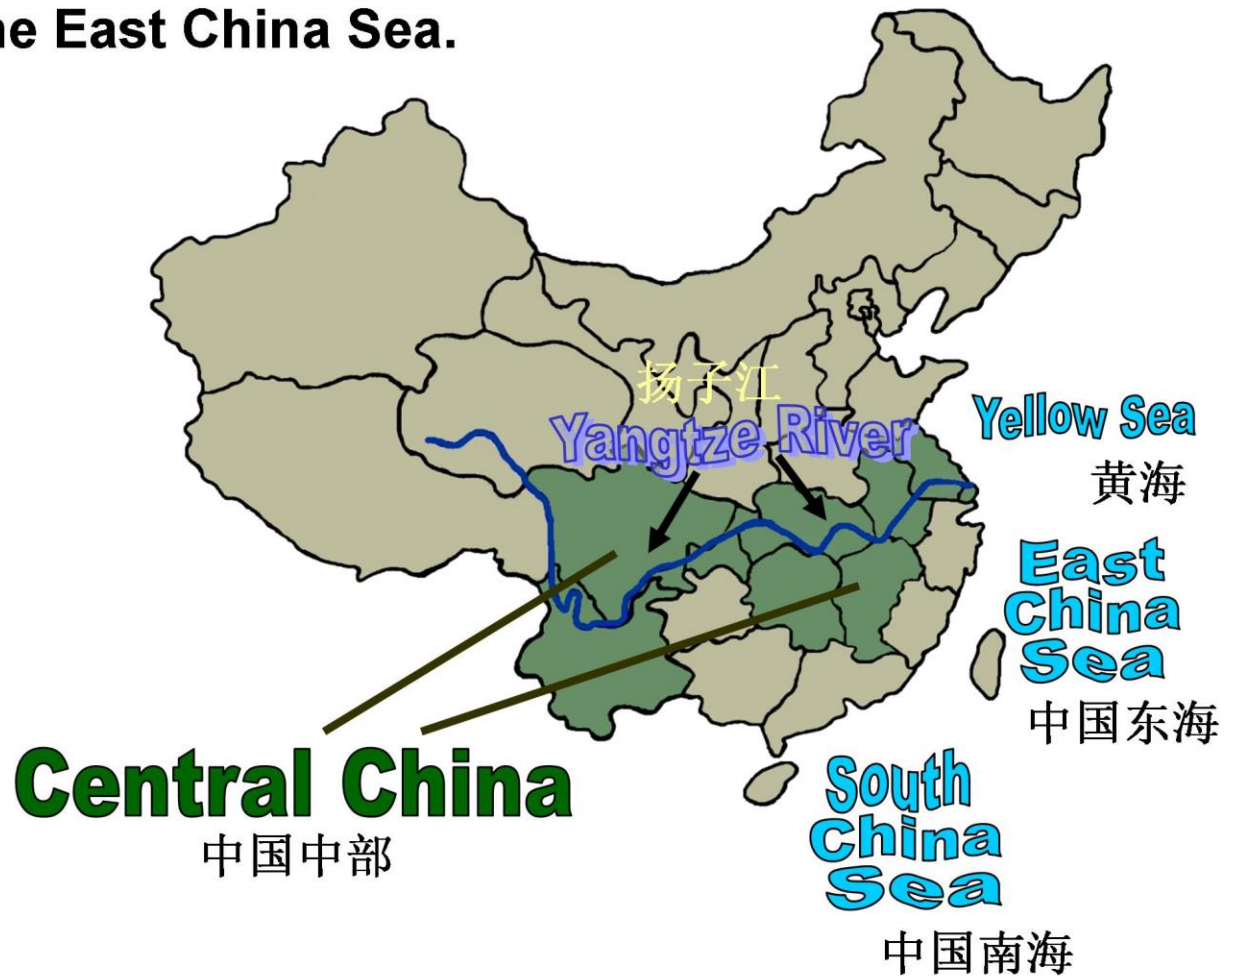 he East China Sea.
扬子江
Yangtze River
Yellow Sea
黄海
East
China
Sea
中国东海
Central China
中国中部
South
China
Sea
中国南海